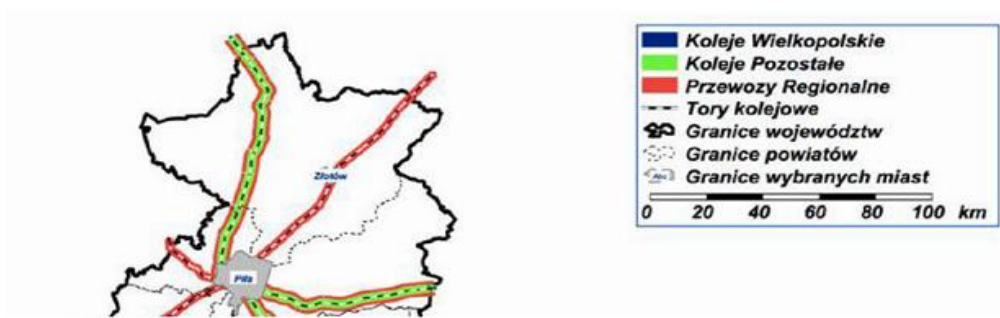 Koleje Wielkopolskie
Koleje Pozostałe
Przewozy Regionalne
Tory kolejowe
Granice województw
Granice powiatów
Granice wybranych miast
0 20 40 60 80 100 km
Złotów
Piła